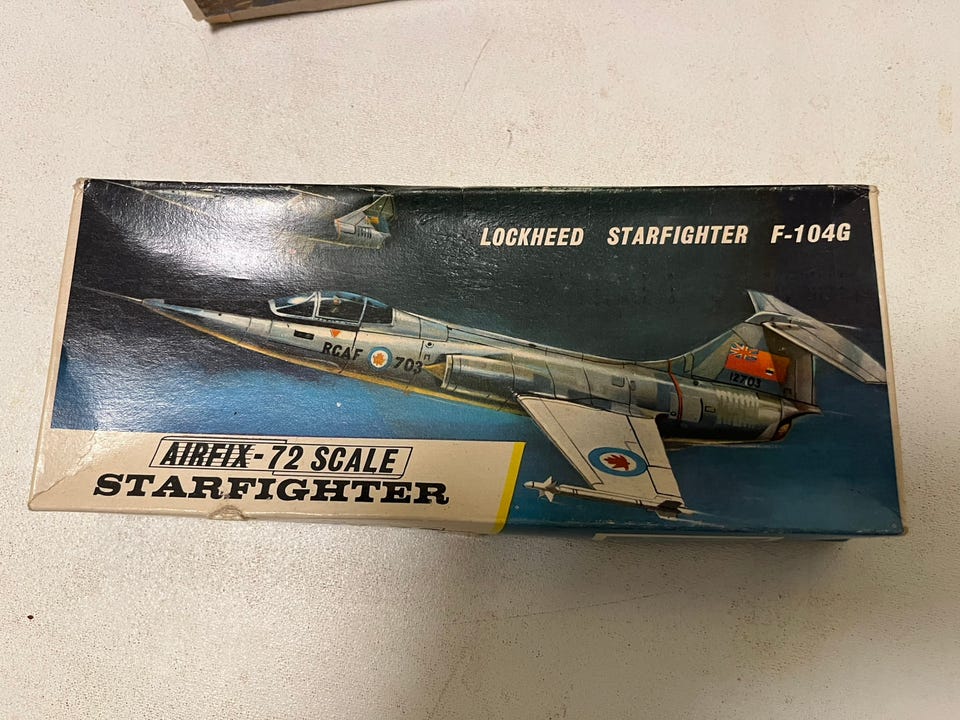 LOCKHEED STARFIGHTER F-104G
RCAF 703
12703
AIRFIX-72 SCALE
STARFIGHTER